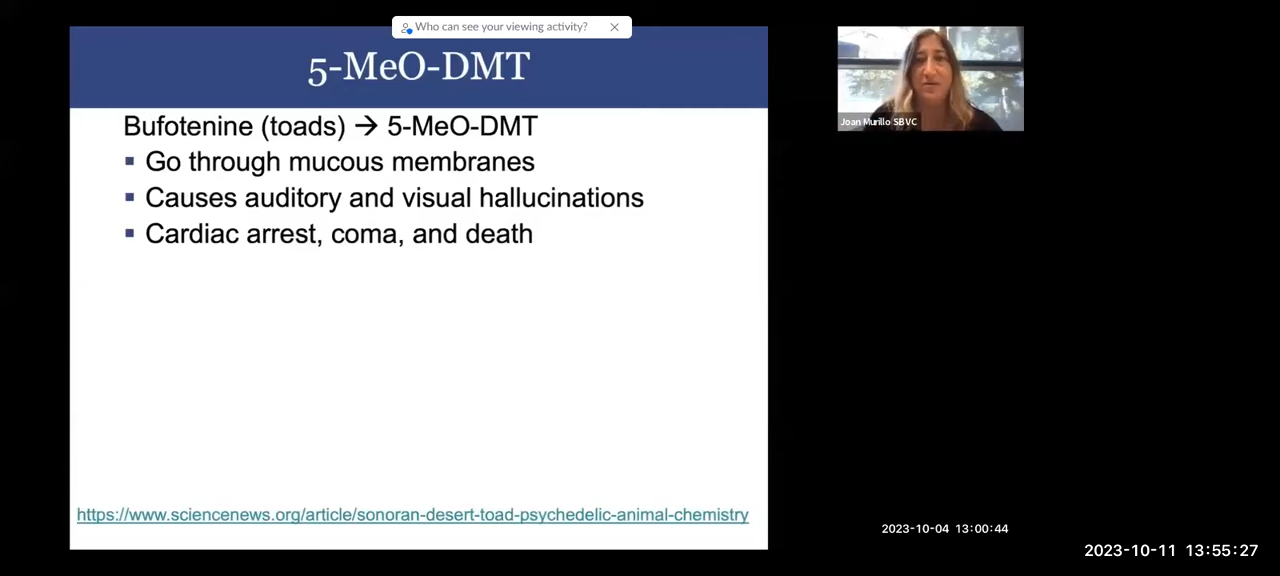 Who can see your viewing activity?
5-MeO-DMT
Bufotenine (toads) → 5-MeO-DMT
▪ Go through mucous membranes
▪ Causes auditory and visual hallucinations
▪ Cardiac arrest, coma, and death
https://www.sciencenews.org/article/sonoran-desert-toad-psychedelic-animal-chemistry
Joan Murillo SBVC
2023-10-04 13:00:44
2023-10-11 13:55:27